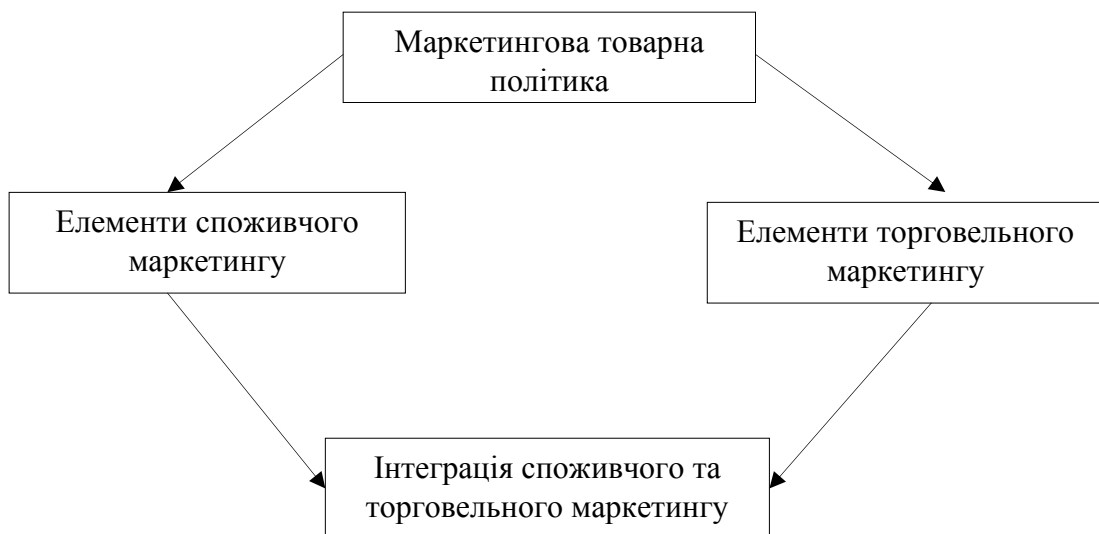 Маркетингова товарна
політика
Елементи споживчого
маркетингу
Елементи торговельного
маркетингу
Інтеграція споживчого та
торговельного маркетингу